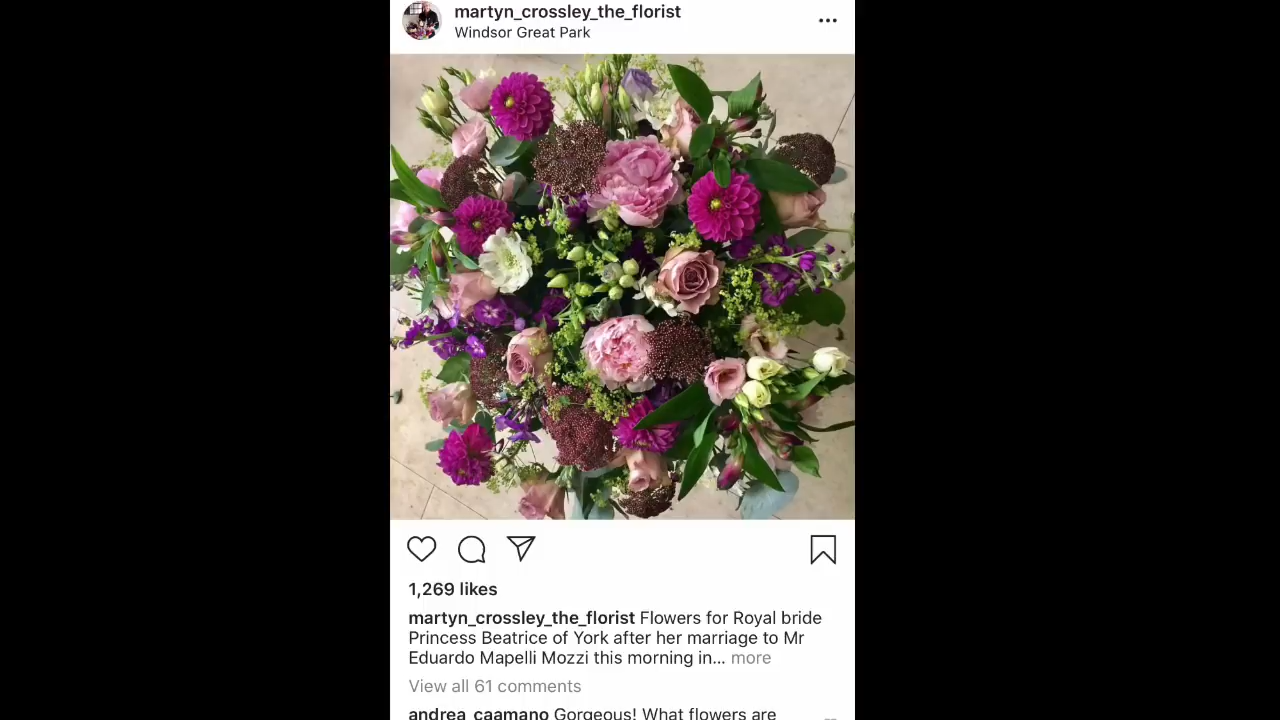 martyn_crossley_the_florist
Windsor Great Park
1,269 likes
martyn_crossley_the_florist Flowers for Royal bride
Princess Beatrice of York after her marriage to Mr
Eduardo Mapelli Mozzi this morning in... more
View all 61 comments
andrea_caamano Gorgeous! What flowers are